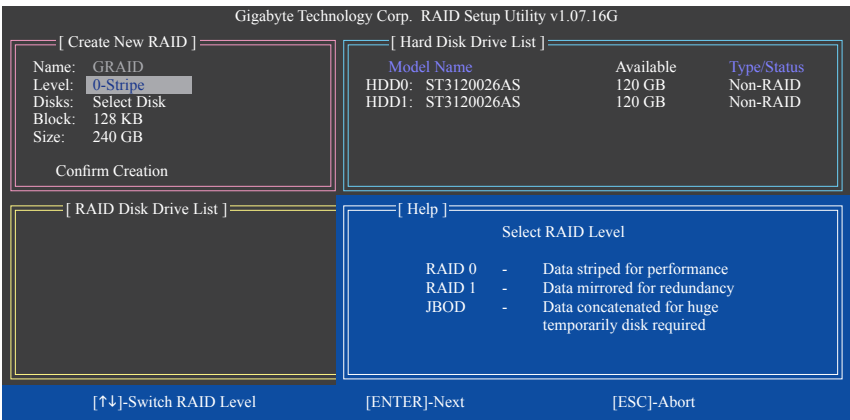 Gigabyte Technology Corp. RAID Setup Utility v1.07.16G
[ Create New RAID ]
Name: GRAID
Level: 0-Stripe
Disks: Select Disk
Block: 128 KB
Size: 240 GB
Confirm Creation
[ Hard Disk Drive List ]
Model Name Available Type/Status
HDD0: ST3120026AS 120 GB Non-RAID
HDD1: ST3120026AS 120 GB Non-RAID
[ RAID Disk Drive List ]
[ Help ]
Select RAID Level
RAID 0 - Data striped for performance
RAID 1 - Data mirrored for redundancy
JBOD - Data concatenated for huge
temporarily disk required
[↑↓]-Switch RAID Level [ENTER]-Next [ESC]-Abort